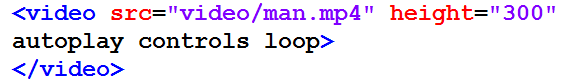 <video src="video/man.mp4" height="300"
autoplay controls loop>
</video>